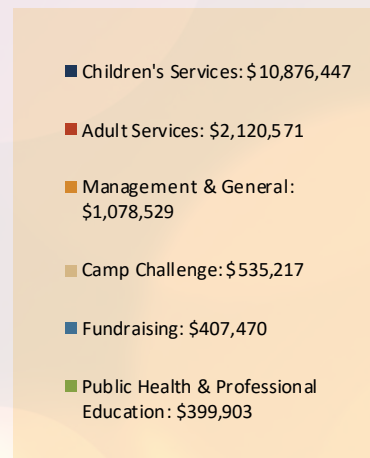 Children's Services: $10,876,447
Adult Services: $2,120,571
Management & General:
$1,078,529
Camp Challenge: $535,217
Fundraising: $407,470
Public Health & Professional
Education: $399,903